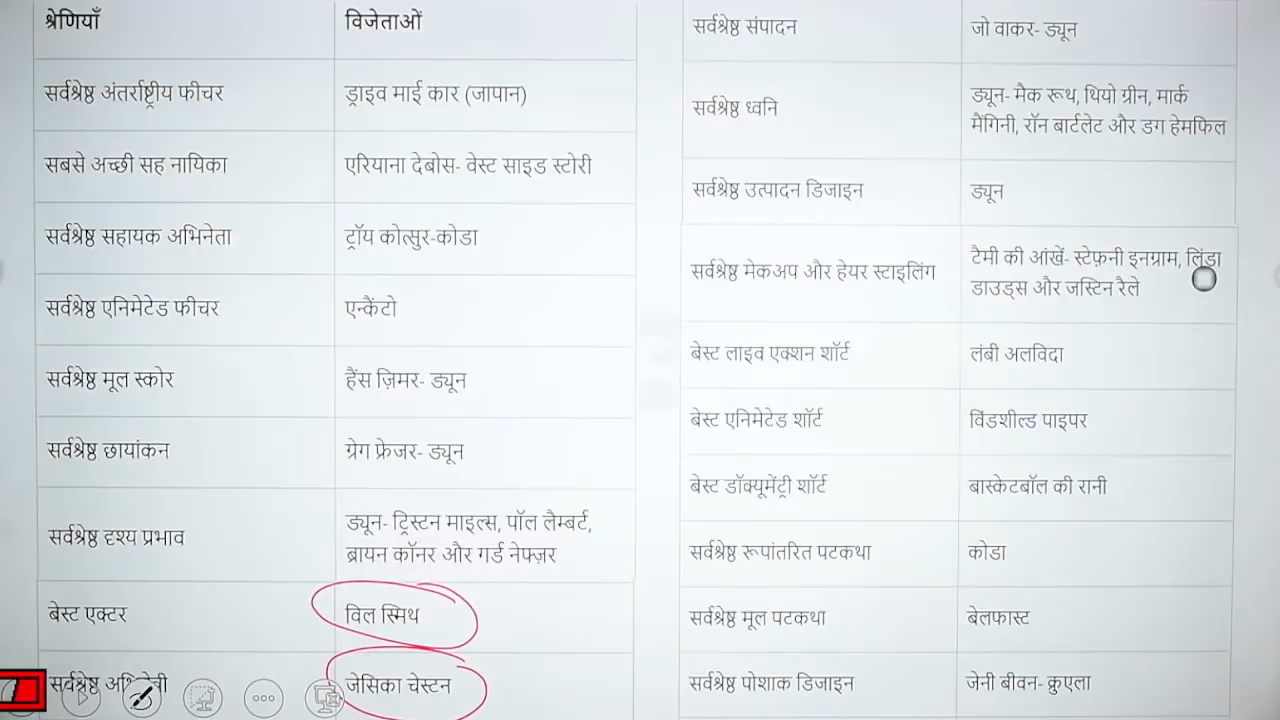 श्रेणियाँ
विजेताओं
सर्वश्रेष्ठ अंतर्राष्ट्रीय फीचर
ड्राइव माई कार (जापान)
सबसे अच्छी सह नायिका
एरियाना देबोस- वेस्ट साइड स्टोरी
सर्वश्रेष्ठ सहायक अभिनेता
ट्रॉय कोत्सुर-कोडा
सर्वश्रेष्ठ एनिमेटेड फीचर
एन्कैंटो
सर्वश्रेष्ठ मूल स्कोर
हैंस ज़िमर- ड्यून
सर्वश्रेष्ठ छायांकन
ग्रेग फ्रेजर- ड्यून
सर्वश्रेष्ठ दृश्य प्रभाव
ड्यून- ट्रिस्टन माइल्स, पॉल लैम्बर्ट,
ब्रायन कॉनर और गर्ड नेफ्ज़र
बेस्ट एक्टर
विल स्मिथ
सर्वश्रेष्ठ
जेसिका चेस्टन
सर्वश्रेष्ठ संपादन
जो वाकर- ड्यून
सर्वश्रेष्ठ ध्वनि
ड्यून- मैक रूथ, थियो ग्रीन, मार्क
मैंगिनी, रॉन बार्टलेट और डग हेमफिल
सर्वश्रेष्ठ उत्पादन डिजाइन
ड्यून
सर्वश्रेष्ठ मेकअप और हेयर स्टाइलिंग
टैमी की आंखें- स्टेफ़नी इनग्राम, लिंडा
डाउड्स और जस्टिन रैले
बेस्ट लाइव एक्शन शॉर्ट
लंबी अलविदा
बेस्ट एनिमेटेड शॉर्ट
विंडशील्ड पाइपर
बेस्ट डॉक्यूमेंट्री शॉर्ट
बास्केटबॉल की रानी
सर्वश्रेष्ठ रूपांतरित पटकथा
कोडा
सर्वश्रेष्ठ मूल पटकथा
बेलफास्ट
सर्वश्रेष्ठ पोशाक डिजाइन
जेनी बीवन- क्रुएला